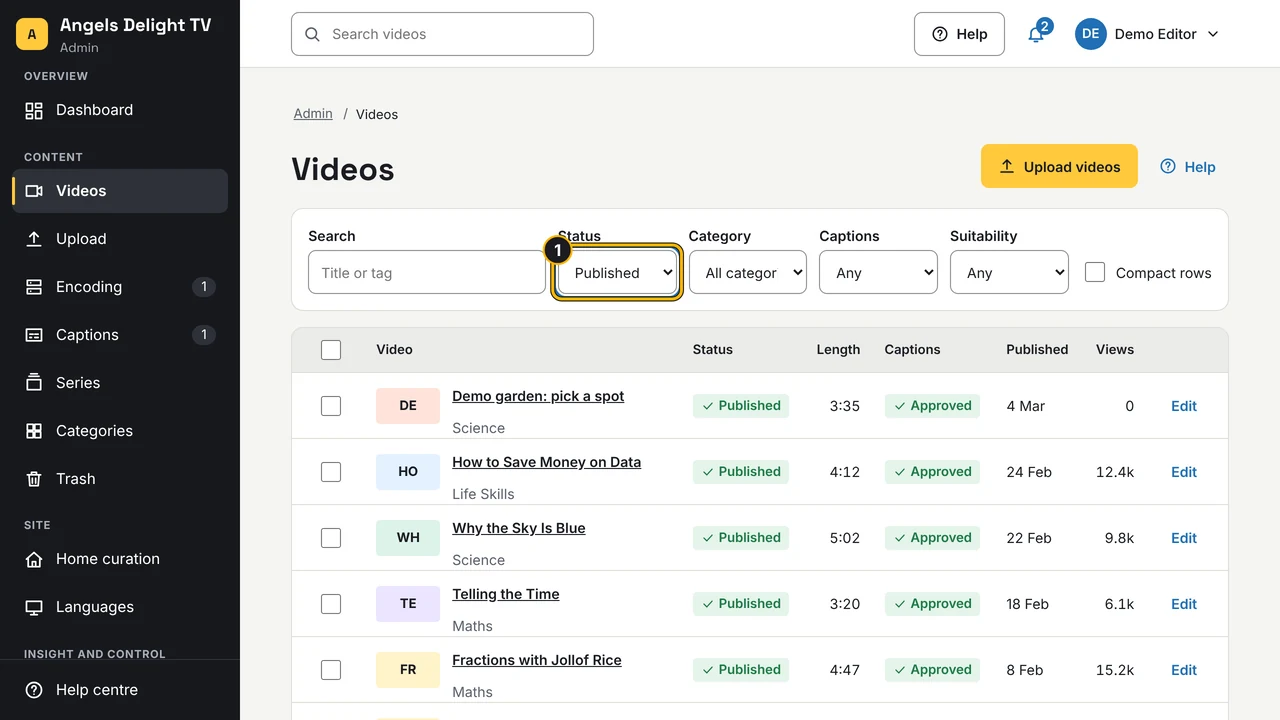 A
Angels Delight TV
Admin
OVERVIEW
Dashboard
CONTENT
Videos
Upload
Encoding 1
Captions 1
Series
Categories
Trash
SITE
Home curation
Languages
INSIGHT AND CONTROL
Help centre
Search videos
Help
2
DE Demo Editor
Admin / Videos
Videos
Upload videos
Help
Search Status Category Captions Suitability
1
Title or tag Published All categor Any Any Compact rows
Video Status Length Captions Published Views
DE Demo garden: pick a spot Published 3:35 Approved 4 Mar 0 Edit
Science
HO How to Save Money on Data Published 4:12 Approved 24 Feb 12.4k Edit
Life Skills
WH Why the Sky Is Blue Published 5:02 Approved 22 Feb 9.8k Edit
Science
TE Telling the Time Published 3:20 Approved 18 Feb 6.1k Edit
Maths
FR Fractions with Jollof Rice Published 4:47 Approved 8 Feb 15.2k Edit
Maths